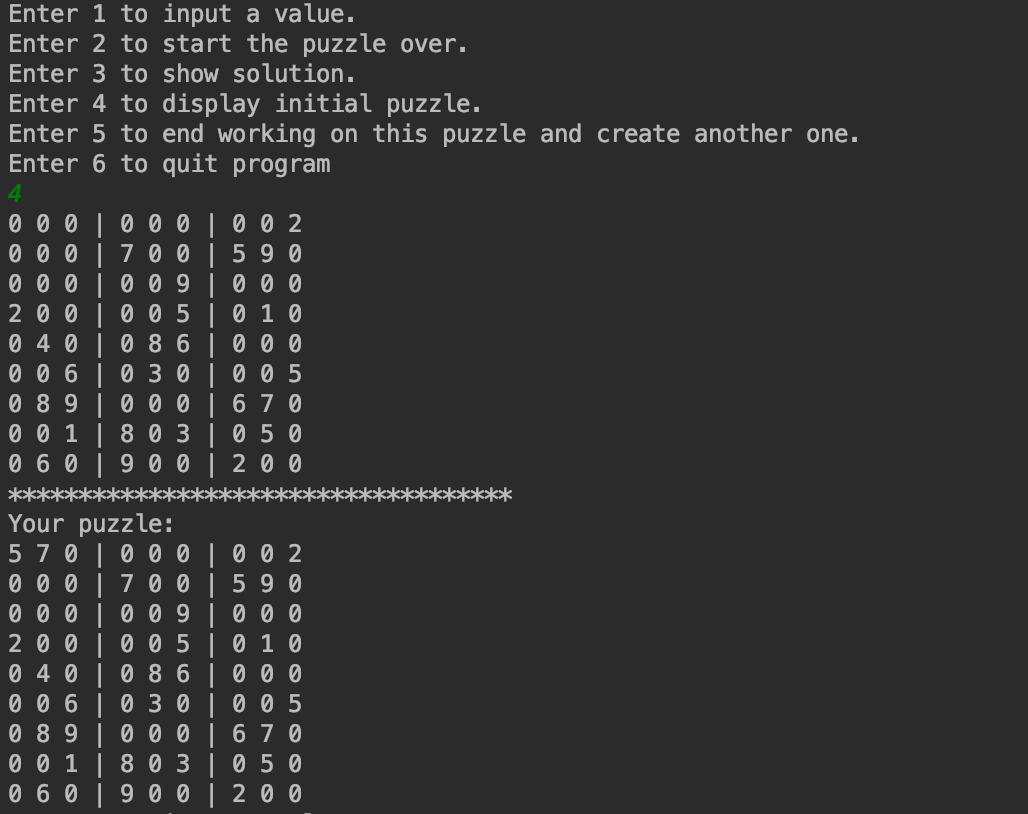 Enter 1 to input a value.
Enter 2 to start the puzzle over.
Enter 3 to show solution.
Enter 4 to display initial puzzle.
Enter 5 to end working on this puzzle and create another one.
Enter 6 to quit program
4
0 0 0 | 0 0 0 | 0 0 2
0 0 0 | 7 0 0 | 5 9 0
0 0 0 | 0 0 9 | 0 0 0
2 0 0 | 0 0 5 | 0 1 0
0 4 0 | 0 8 6 | 0 0 0
0 0 6 | 0 3 0 | 0 0 5
0 8 9 | 0 0 0 | 6 7 0
0 0 1 | 8 0 3 | 0 5 0
0 6 0 | 9 0 0 | 2 0 0
************************************
Your puzzle:
5 7 0 | 0 0 0 | 0 0 2
0 0 0 | 7 0 0 | 5 9 0
0 0 0 | 0 0 9 | 0 0 0
2 0 0 | 0 0 5 | 0 1 0
0 4 0 | 0 8 6 | 0 0 0
0 0 6 | 0 3 0 | 0 0 5
0 8 9 | 0 0 0 | 6 7 0
0 0 1 | 8 0 3 | 0 5 0
0 6 0 | 9 0 0 | 2 0 0